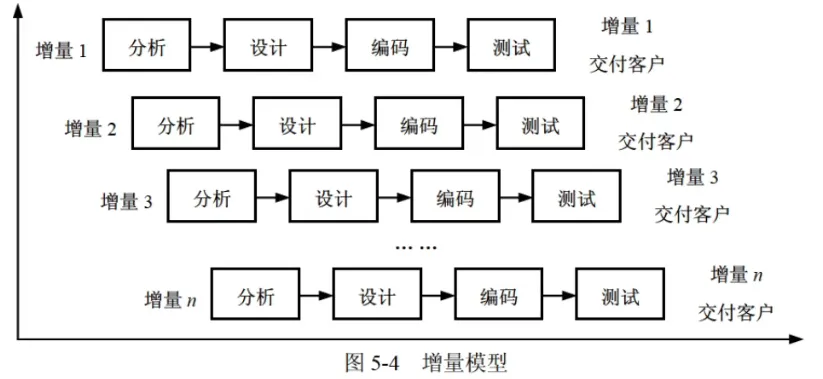 增量 1 分析 设计 编码 测试 增量 1
交付客户
增量 2 分析 设计 编码 测试 增量 2
交付客户
增量 3 分析 设计 编码 测试 增量 3
交付客户
… …
增量 n 分析 设计 编码 测试 增量 n
交付客户
图 5-4 增量模型